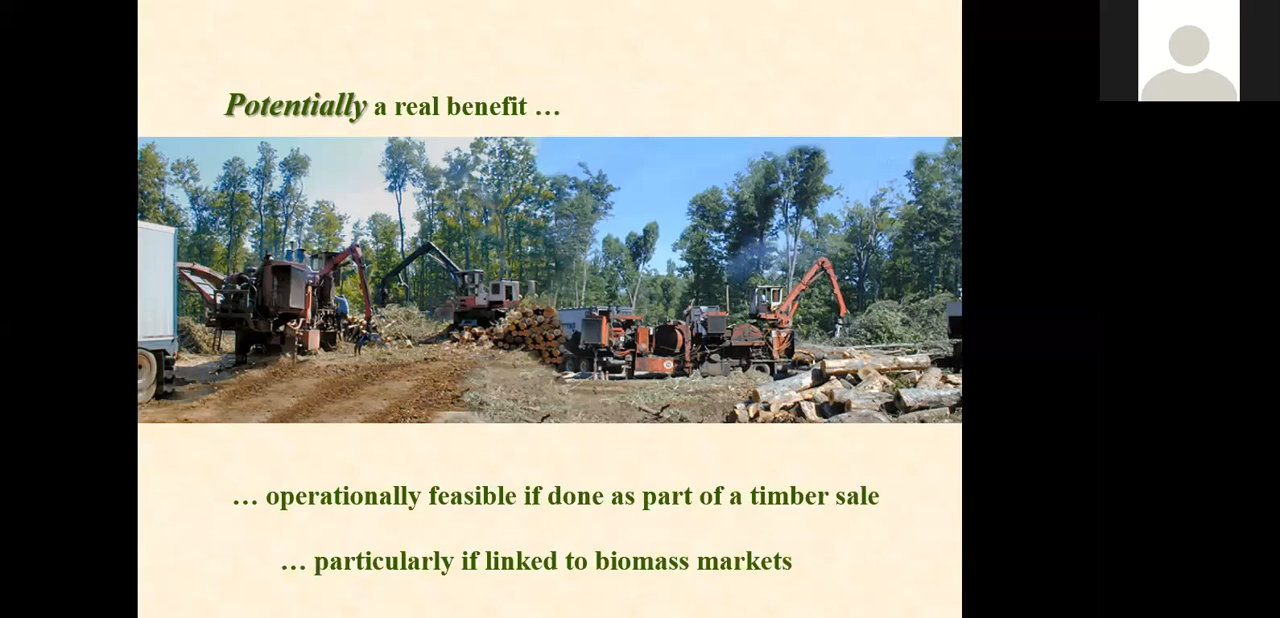 Potentially a real benefit …
… operationally feasible if done as part of a timber sale
… particularly if linked to biomass markets